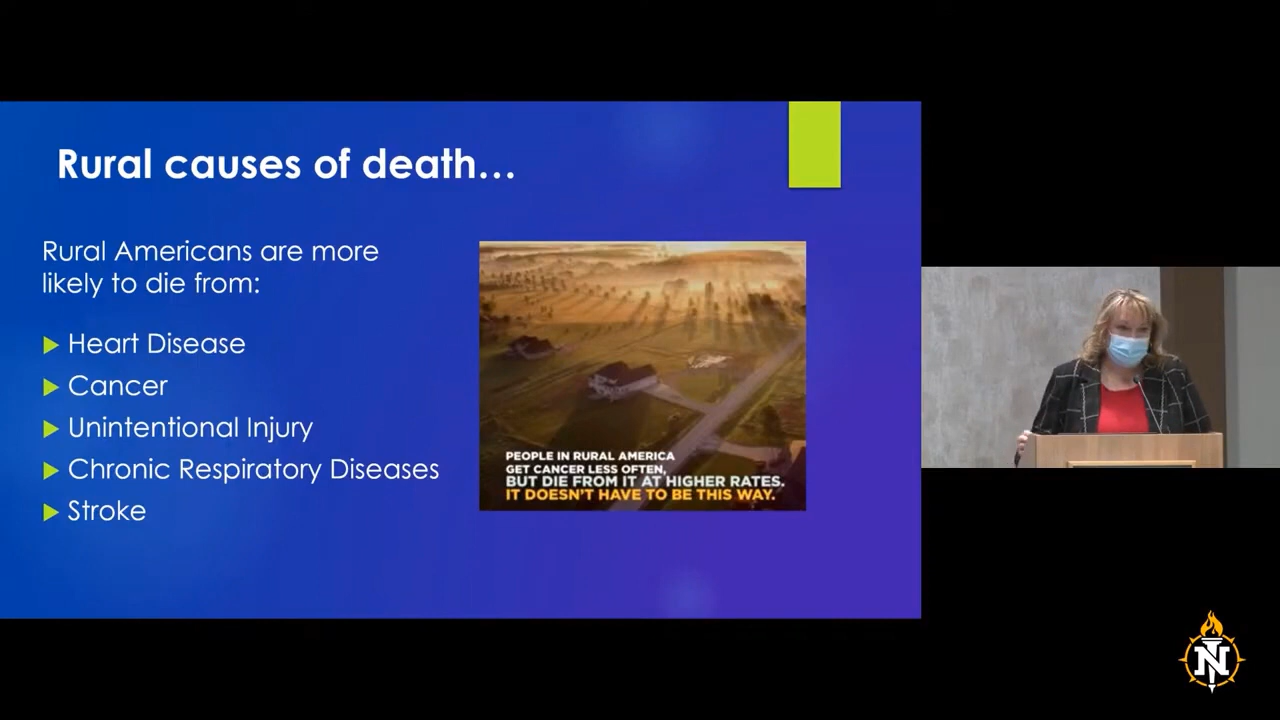 Rural causes of death...
Rural Americans are more
likely to die from:
Heart Disease
Cancer
Unintentional Injury
Chronic Respiratory Diseases
Stroke
PEOPLE IN RURAL AMERICA
GET CANCER LESS OFTEN,
BUT DIE FROM IT AT HIGHER RATES.
IT DOESN'T HAVE TO BE THIS WAY.
N